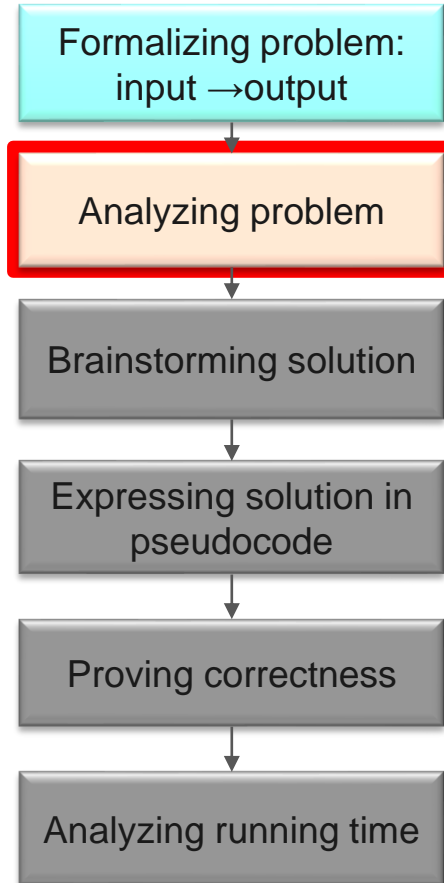 Formalizing problem:
input →output
Analyzing problem
Brainstorming solution
Expressing solution in
pseudocode
Proving correctness
Analyzing running time